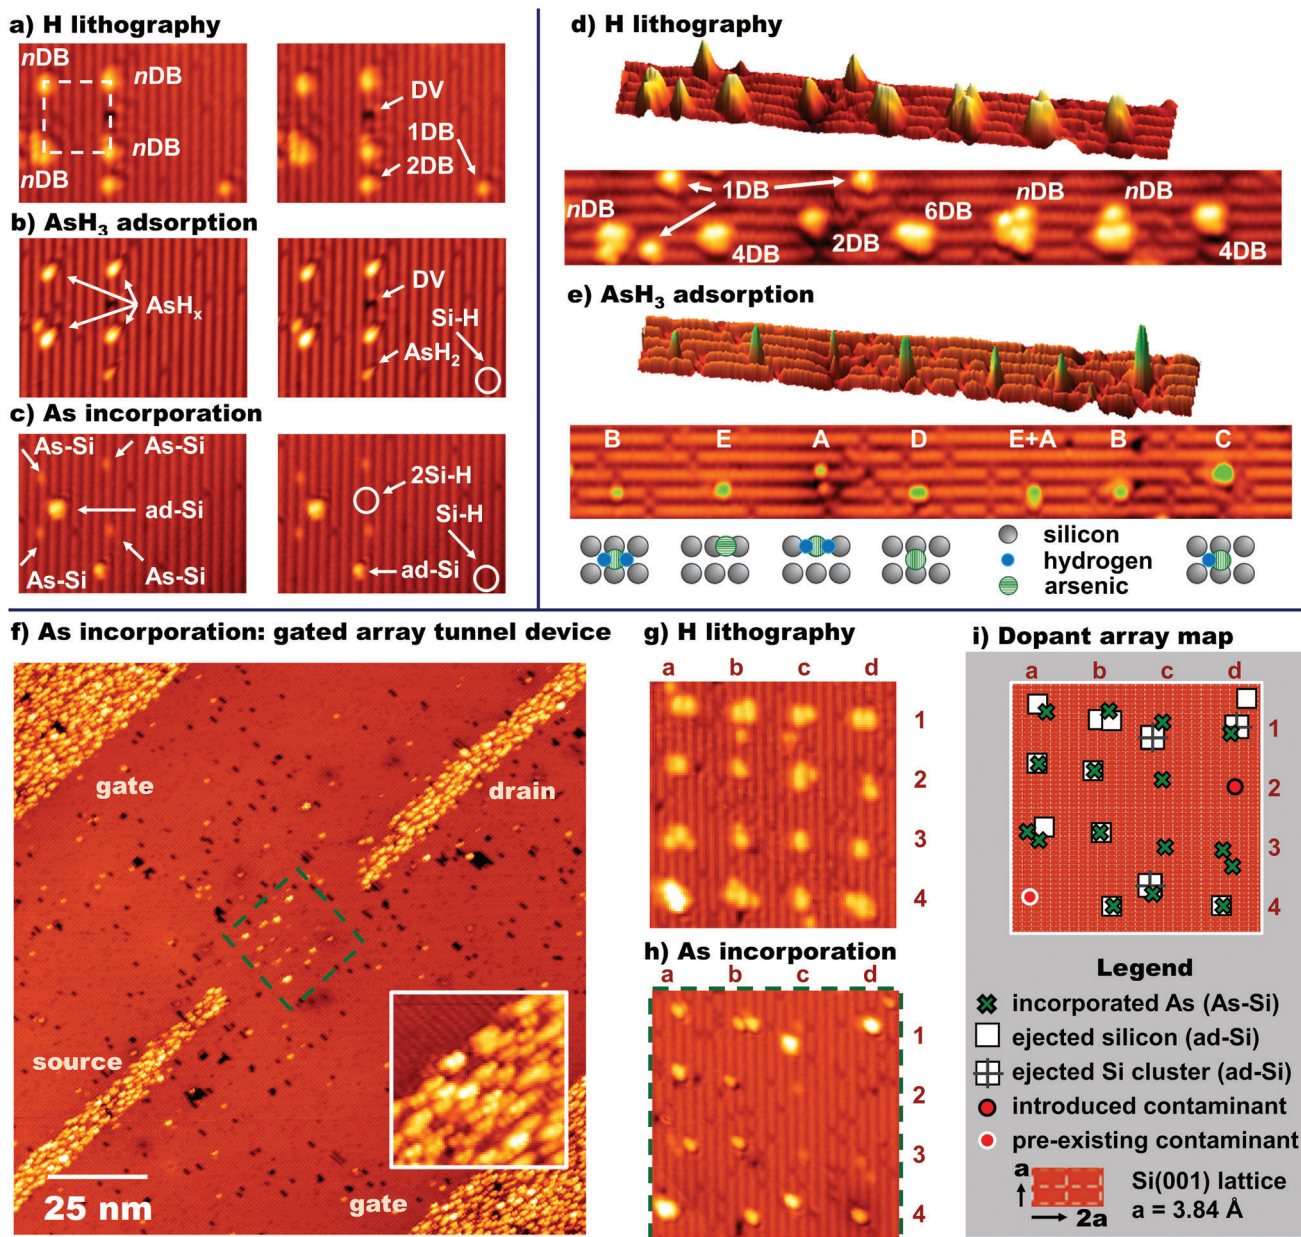 a) H lithography
nDB
nDB
nDB
nDB
DV
1DB
2DB
b) AsH3 adsorption
AsHx
DV
Si-H
AsH2
c) As incorporation
As-Si
As-Si
ad-Si
As-Si
As-Si
2Si-H
Si-H
ad-Si
d) H lithography
nDB
1DB
4DB
2DB
6DB
nDB
nDB
4DB
e) AsH3 adsorption
B E A D E+A B C
silicon
hydrogen
arsenic
f) As incorporation: gated array tunnel device
gate
drain
source
gate
25 nm
g) H lithography
a b c d
1
2
3
4
h) As incorporation
a b c d
1
2
3
4
i) Dopant array map
a b c d
1
2
3
4
Legend
incorporated As (As-Si)
ejected silicon (ad-Si)
ejected Si cluster (ad-Si)
introduced contaminant
pre-existing contaminant
a
2a
Si(001) lattice
a = 3.84 Å